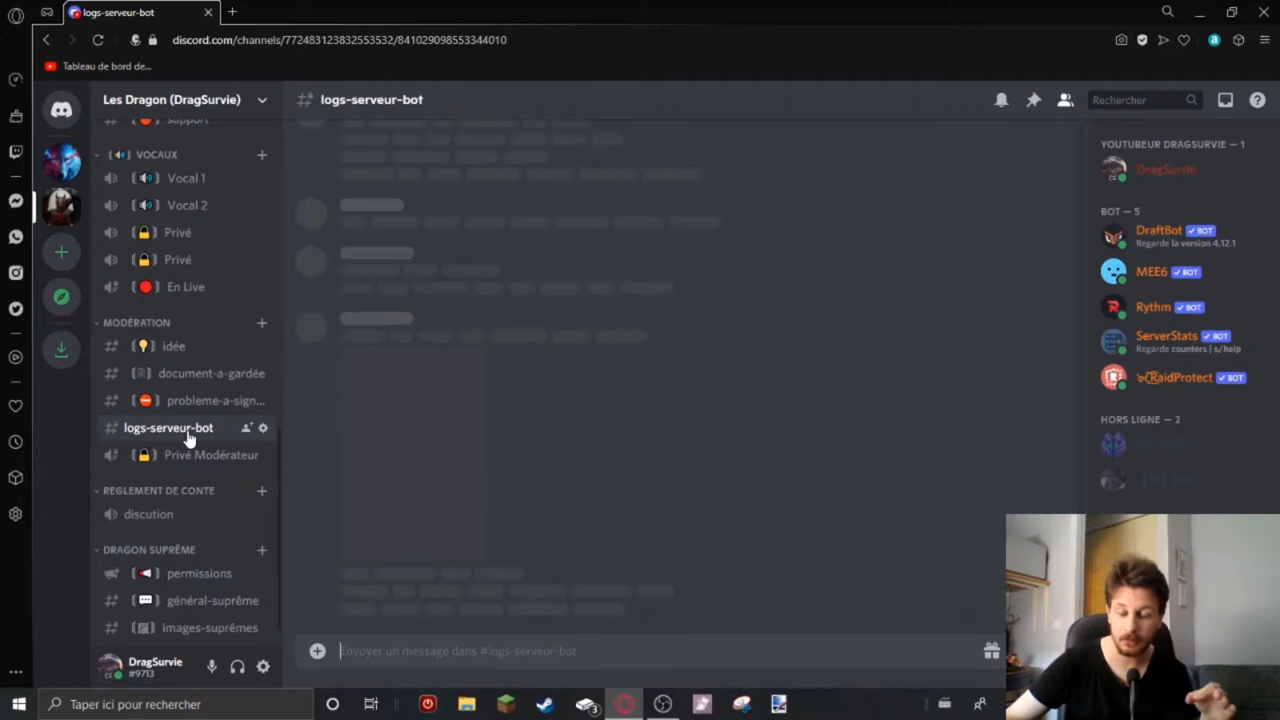 logs-serveur-bot
discord.com/channels/772483123832553532/841029098553344010
Tableau de bord de...
Les Dragon (DragSurvie)
logs-serveur-bot
Rechercher
support
VOCAUX
Vocal 1
Vocal 2
Privé
Privé
En Live
MODÉRATION
idée
document-a-gardée
probleme-a-sign...
logs-serveur-bot
Privé Modérateur
REGLEMENT DE CONTE
discution
DRAGON SUPRÊME
permissions
général-suprême
images-suprêmes
DragSurvie
#9713
Envoyer un message dans #logs-serveur-bot
YOUTUBEUR DRAGSURVIE — 1
DragSurvie
BOT — 5
DraftBot BOT
Regarde la version 4.12.1
MEE6 BOT
Rythm BOT
ServerStats BOT
Regarde counters | s/help
RaidProtect BOT
HORS LIGNE — 2
Taper ici pour rechercher
3